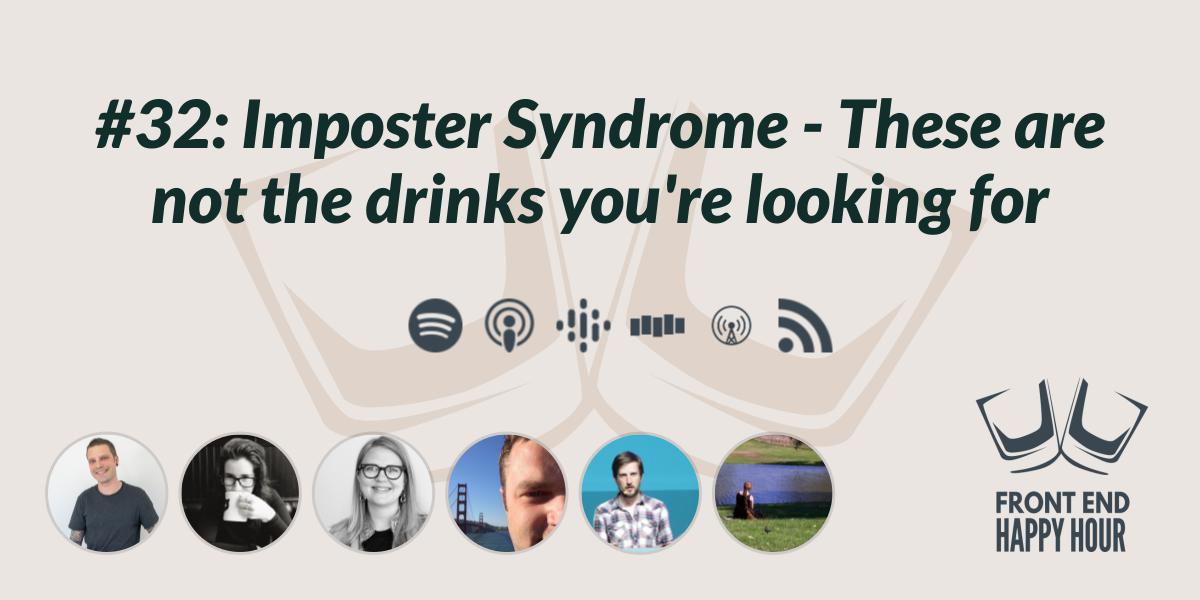 #32: Imposter Syndrome - These are
not the drinks you're looking for
FRONT END
HAPPY HOUR